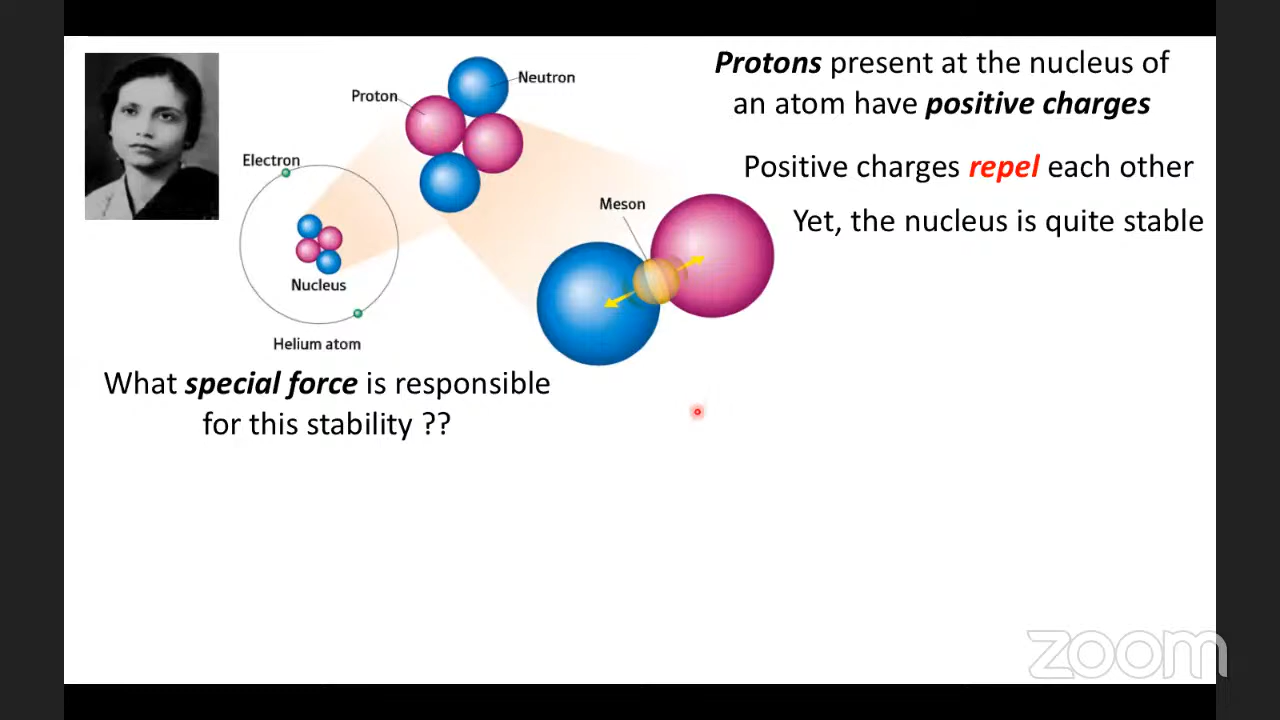 Neutron
Proton
Electron
Nucleus
Helium atom
Meson
Protons present at the nucleus of
an atom have positive charges
Positive charges repel each other
Yet, the nucleus is quite stable
What special force is responsible
for this stability ??
zoom